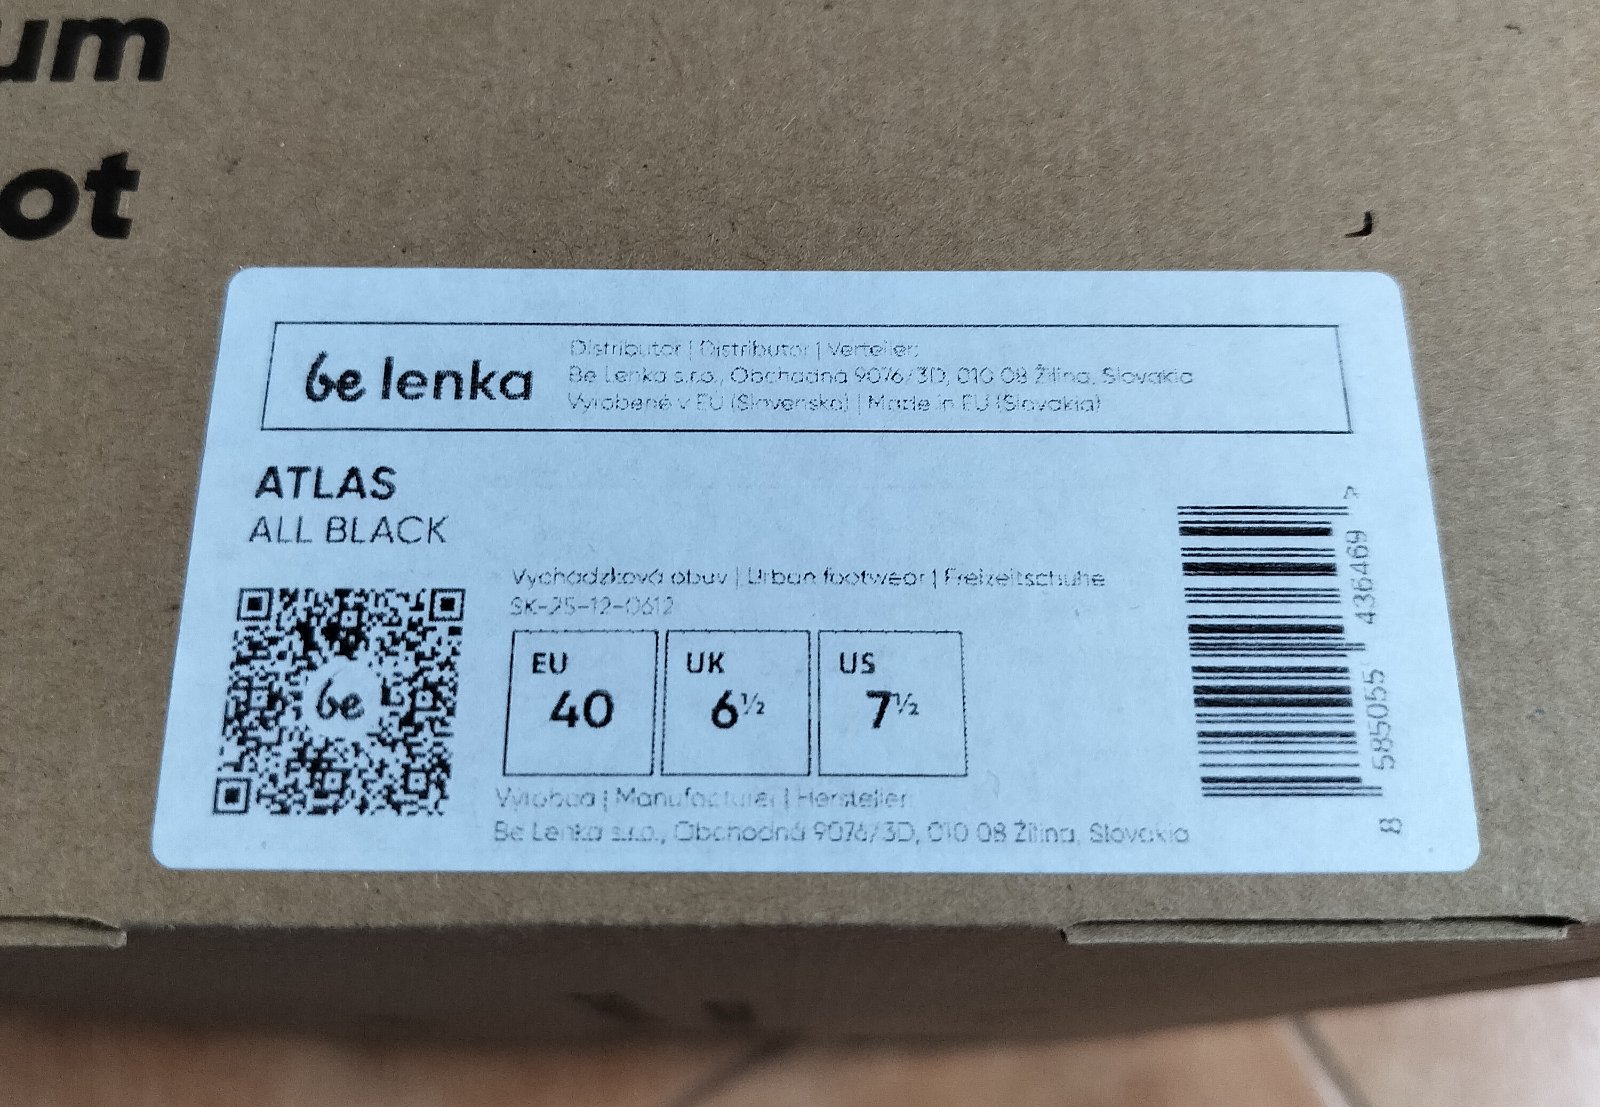 um
ot
be lenka
Distributor | Distributor | Verteiler:
Be Lenka s.r.o., Obchodná 9076/3D, 010 08 Žilina, Slovakia
Vyrobené v EU (Slovensko) | Made in EU (Slovakia)
ATLAS
ALL BLACK
Vychádzková obuv | Urban footwear | Freizeitschuhe
SK-25-12-0612
EU
40
UK
6½
US
7½
be
Výrobca | Manufacturer | Hersteller:
Be Lenka s.r.o., Obchodná 9076/3D, 010 08 Žilina, Slovakia
8 585055 436469 >